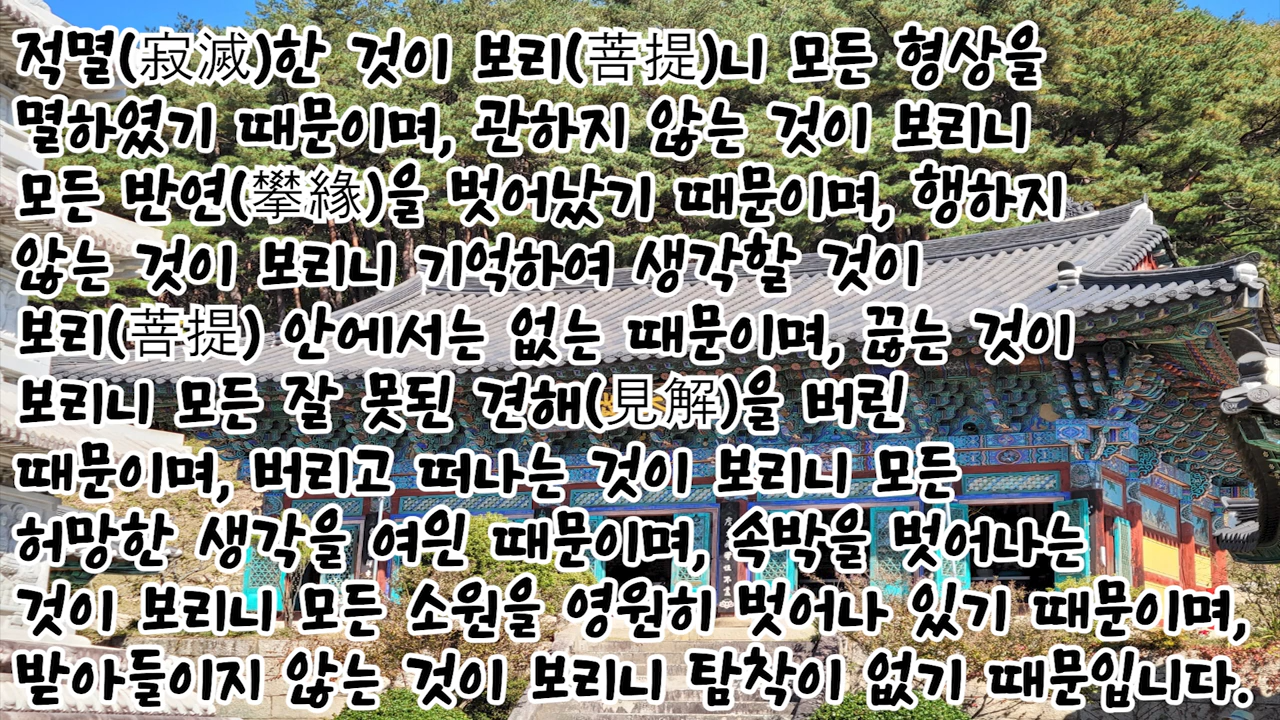 적멸(寂滅)한 것이 보리(菩提)니 모든 형상을
멸하였기 때문이며, 관하지 않는 것이 보리니
모든 반연(攀緣)을 벗어났기 때문이며, 행하지
않는 것이 보리니 기억하여 생각할 것이
보리(菩提) 안에서는 없는 때문이며, 끊는 것이
보리니 모든 잘 못된 견해(見解)을 버린
때문이며, 버리고 떠나는 것이 보리니 모든
허망한 생각을 여읜 때문이며, 속박을 벗어나는
것이 보리니 모든 소원을 영원히 벗어나 있기 때문이며,
받아들이지 않는 것이 보리니 탐착이 없기 때문입니다.